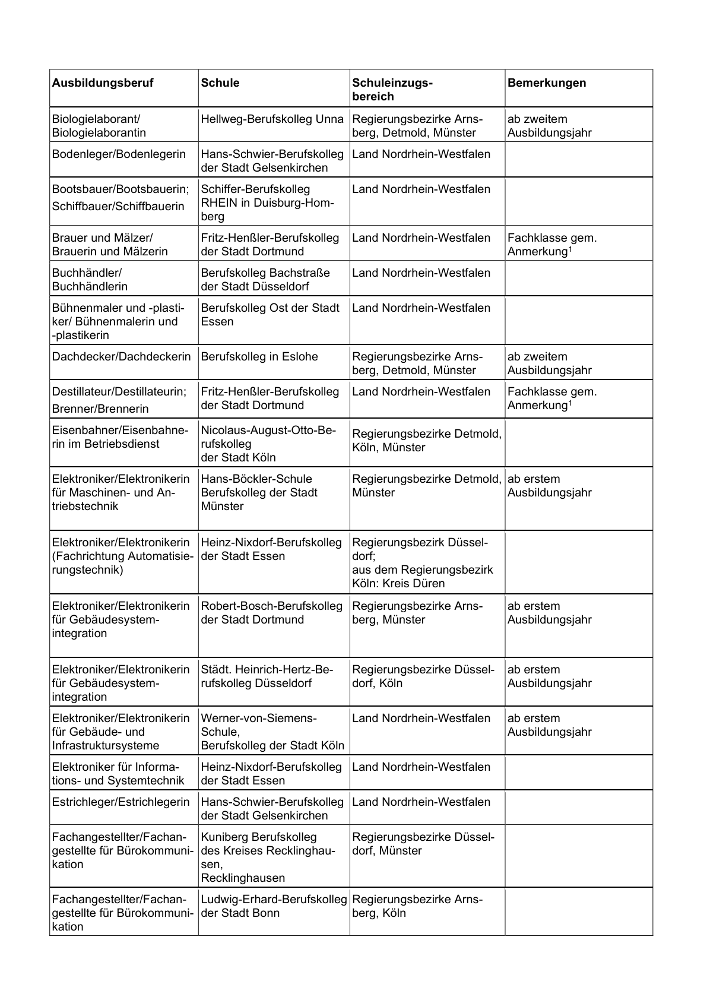 Ausbildungsberuf
Schule
Schuleinzugs-
bereich
Bemerkungen
Biologielaborant/
Biologielaborantin
Hellweg-Berufskolleg Unna
Regierungsbezirke Arns-
berg, Detmold, Münster
ab zweitem
Ausbildungsjahr
Bodenleger/Bodenlegerin
Hans-Schwier-Berufskolleg
der Stadt Gelsenkirchen
Land Nordrhein-Westfalen
Bootsbauer/Bootsbauerin;
Schiffbauer/Schiffbauerin
Schiffer-Berufskolleg
RHEIN in Duisburg-Hom-
berg
Land Nordrhein-Westfalen
Brauer und Mälzer/
Brauerin und Mälzerin
Fritz-Henßler-Berufskolleg
der Stadt Dortmund
Land Nordrhein-Westfalen
Fachklasse gem.
Anmerkung¹
Buchhändler/
Buchhändlerin
Berufskolleg Bachstraße
der Stadt Düsseldorf
Land Nordrhein-Westfalen
Bühnenmaler und -plasti-
ker/ Bühnenmalerin und
-plastikerin
Berufskolleg Ost der Stadt
Essen
Land Nordrhein-Westfalen
Dachdecker/Dachdeckerin
Berufskolleg in Eslohe
Regierungsbezirke Arns-
berg, Detmold, Münster
ab zweitem
Ausbildungsjahr
Destillateur/Destillateurin;
Brenner/Brennerin
Fritz-Henßler-Berufskolleg
der Stadt Dortmund
Land Nordrhein-Westfalen
Fachklasse gem.
Anmerkung¹
Eisenbahner/Eisenbahne-
rin im Betriebsdienst
Nicolaus-August-Otto-Be-
rufskolleg
der Stadt Köln
Regierungsbezirke Detmold,
Köln, Münster
Elektroniker/Elektronikerin
für Maschinen- und An-
triebstechnik
Hans-Böckler-Schule
Berufskolleg der Stadt
Münster
Regierungsbezirke Detmold,
Münster
ab erstem
Ausbildungsjahr
Elektroniker/Elektronikerin
(Fachrichtung Automatisie-
rungstechnik)
Heinz-Nixdorf-Berufskolleg
der Stadt Essen
Regierungsbezirk Düssel-
dorf;
aus dem Regierungsbezirk
Köln: Kreis Düren
Elektroniker/Elektronikerin
für Gebäudesystem-
integration
Robert-Bosch-Berufskolleg
der Stadt Dortmund
Regierungsbezirke Arns-
berg, Münster
ab erstem
Ausbildungsjahr
Elektroniker/Elektronikerin
für Gebäudesystem-
integration
Städt. Heinrich-Hertz-Be-
rufskolleg Düsseldorf
Regierungsbezirke Düssel-
dorf, Köln
ab erstem
Ausbildungsjahr
Elektroniker/Elektronikerin
für Gebäude- und
Infrastruktursysteme
Werner-von-Siemens-
Schule,
Berufskolleg der Stadt Köln
Land Nordrhein-Westfalen
ab erstem
Ausbildungsjahr
Elektroniker für Informa-
tions- und Systemtechnik
Heinz-Nixdorf-Berufskolleg
der Stadt Essen
Land Nordrhein-Westfalen
Estrichleger/Estrichlegerin
Hans-Schwier-Berufskolleg
der Stadt Gelsenkirchen
Land Nordrhein-Westfalen
Fachangestellter/Fachan-
gestellte für Bürokommuni-
kation
Kuniberg Berufskolleg
des Kreises Recklinghau-
sen,
Recklinghausen
Regierungsbezirke Düssel-
dorf, Münster
Fachangestellter/Fachan-
gestellte für Bürokommuni-
kation
Ludwig-Erhard-Berufskolleg
der Stadt Bonn
Regierungsbezirke Arns-
berg, Köln